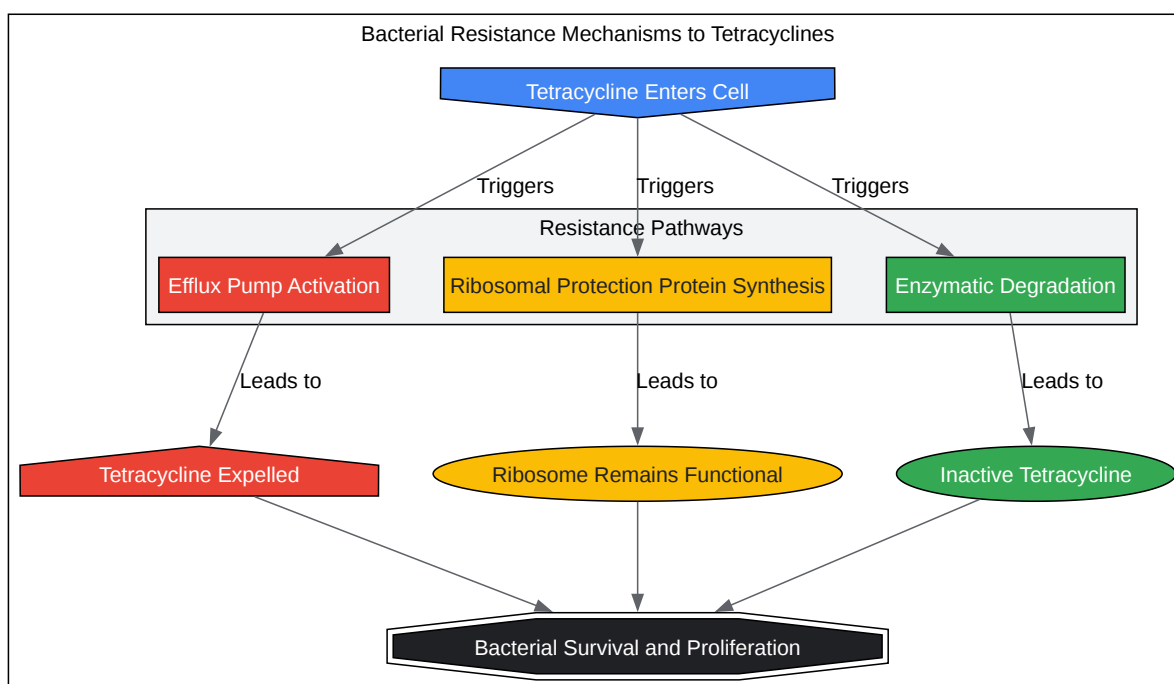 Bacterial Resistance Mechanisms to Tetracyclines
Tetracycline Enters Cell
Triggers
Triggers
Triggers
Resistance Pathways
Efflux Pump Activation
Ribosomal Protection Protein Synthesis
Enzymatic Degradation
Leads to
Leads to
Leads to
Tetracycline Expelled
Ribosome Remains Functional
Inactive Tetracycline
Bacterial Survival and Proliferation